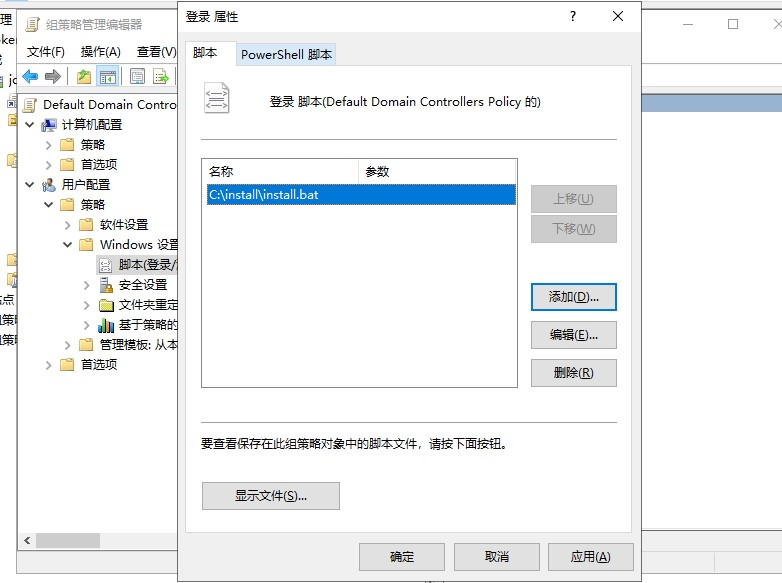 登录 属性
组策略管理编辑器
文件(F) 操作(A) 查看(V)
脚本
PowerShell 脚本
Default Domain Contro
计算机配置
策略
首选项
用户配置
策略
软件设置
Windows 设置
脚本(登录/
安全设置
文件夹重定
基于策略的
管理模板: 从本
首选项
登录 脚本(Default Domain Controllers Policy 的)
名称 参数
C:\install\install.bat
上移(U)
下移(W)
添加(D)...
编辑(E)...
删除(R)
要查看保存在此组策略对象中的脚本文件，请按下面按钮。
显示文件(S)...
确定 取消 应用(A)